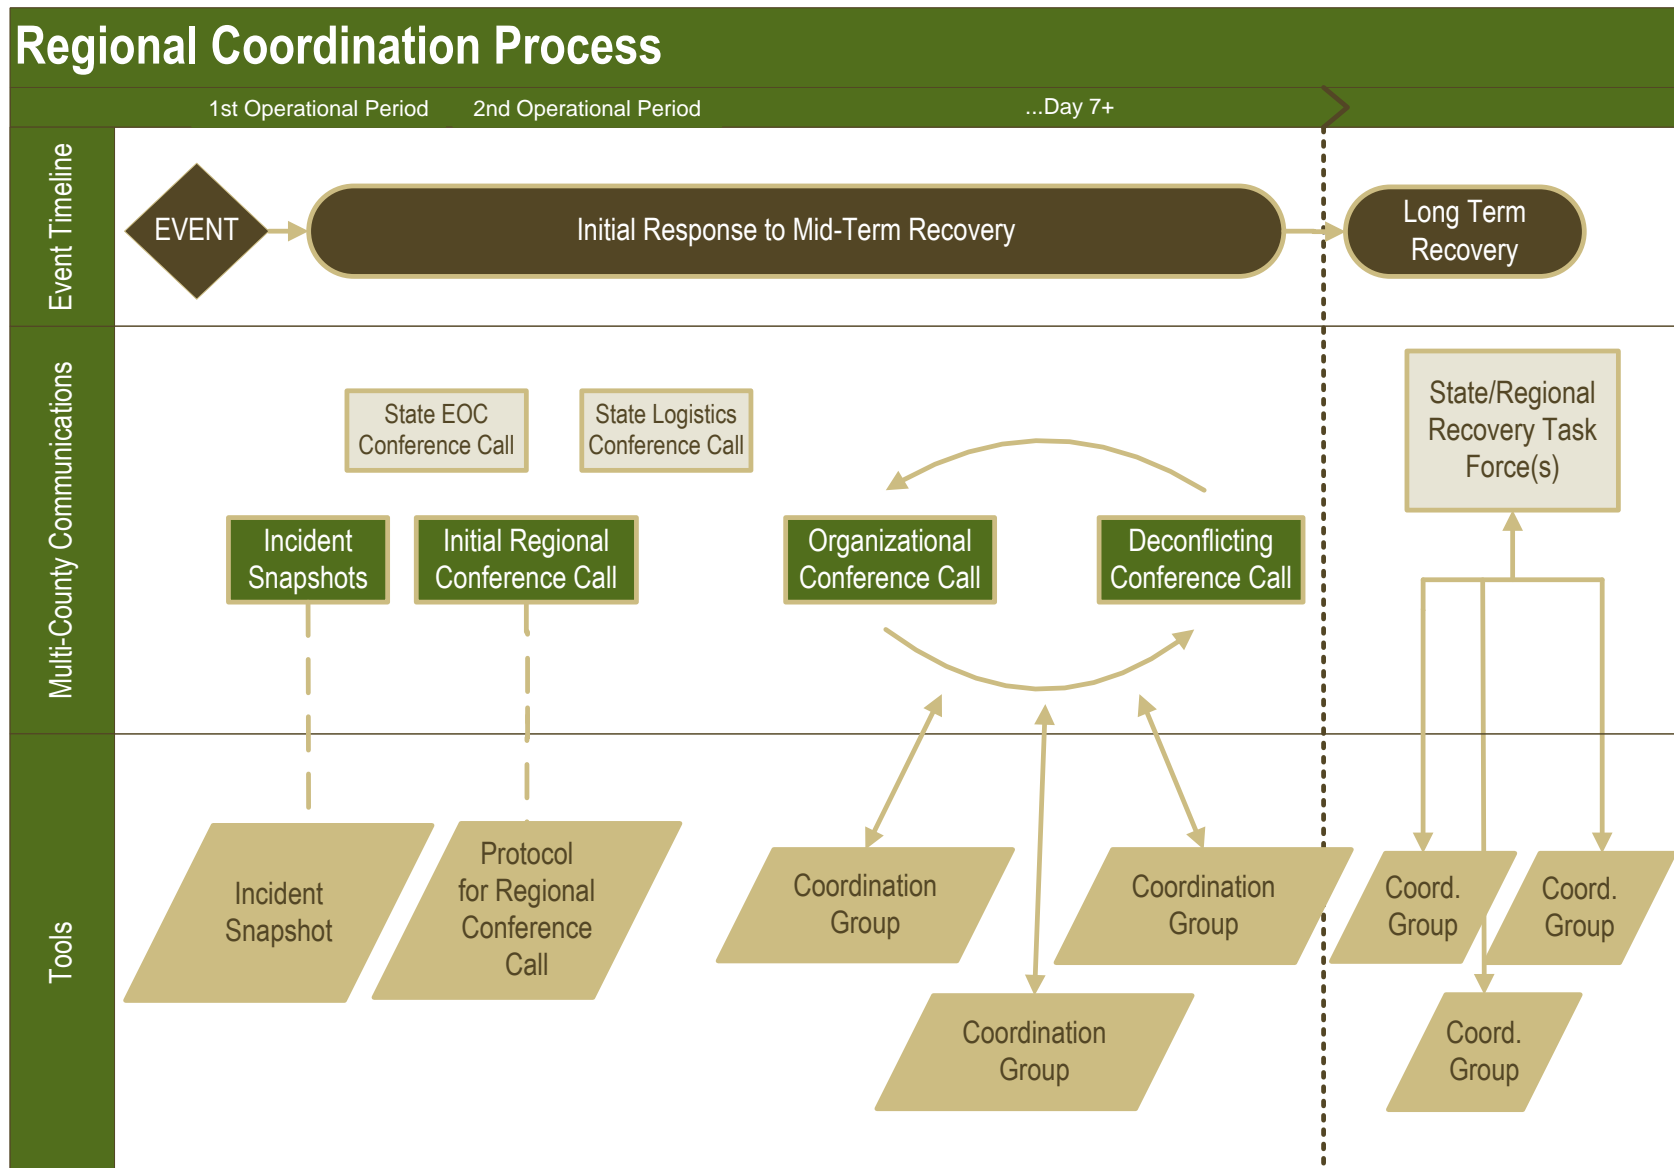 Regional Coordination Process
1st Operational Period
2nd Operational Period
...Day 7+
Event Timeline
EVENT
Initial Response to Mid-Term Recovery
Long Term
Recovery
Multi-County Communications
State EOC
Conference Call
State Logistics
Conference Call
State/Regional
Recovery Task
Force(s)
Incident
Snapshots
Initial Regional
Conference Call
Organizational
Conference Call
Deconflicting
Conference Call
Tools
Incident
Snapshot
Protocol
for Regional
Conference
Call
Coordination
Group
Coordination
Group
Coordination
Group
Coord.
Group
Coord.
Group
Coord.
Group